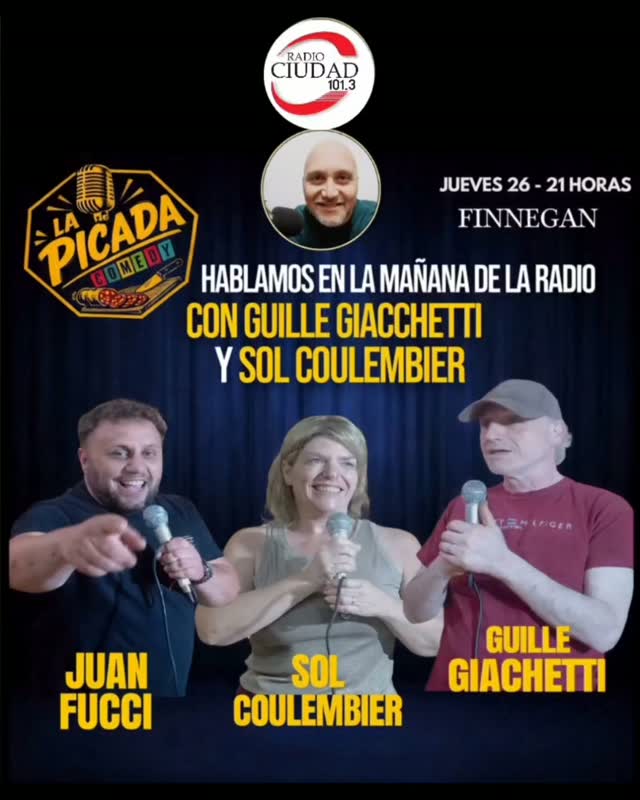 RADIO
CIUDAD
101.3
JUEVES 26 - 21 HORAS
FINNEGAN
LA
PICADA
COMEDY
HABLAMOS EN LA MAÑANA DE LA RADIO
CON GUILLE GIACCHETTI
Y SOL COULEMBIER
JUAN
FUCCI
SOL
COULEMBIER
GUILLE
GIACHETTI